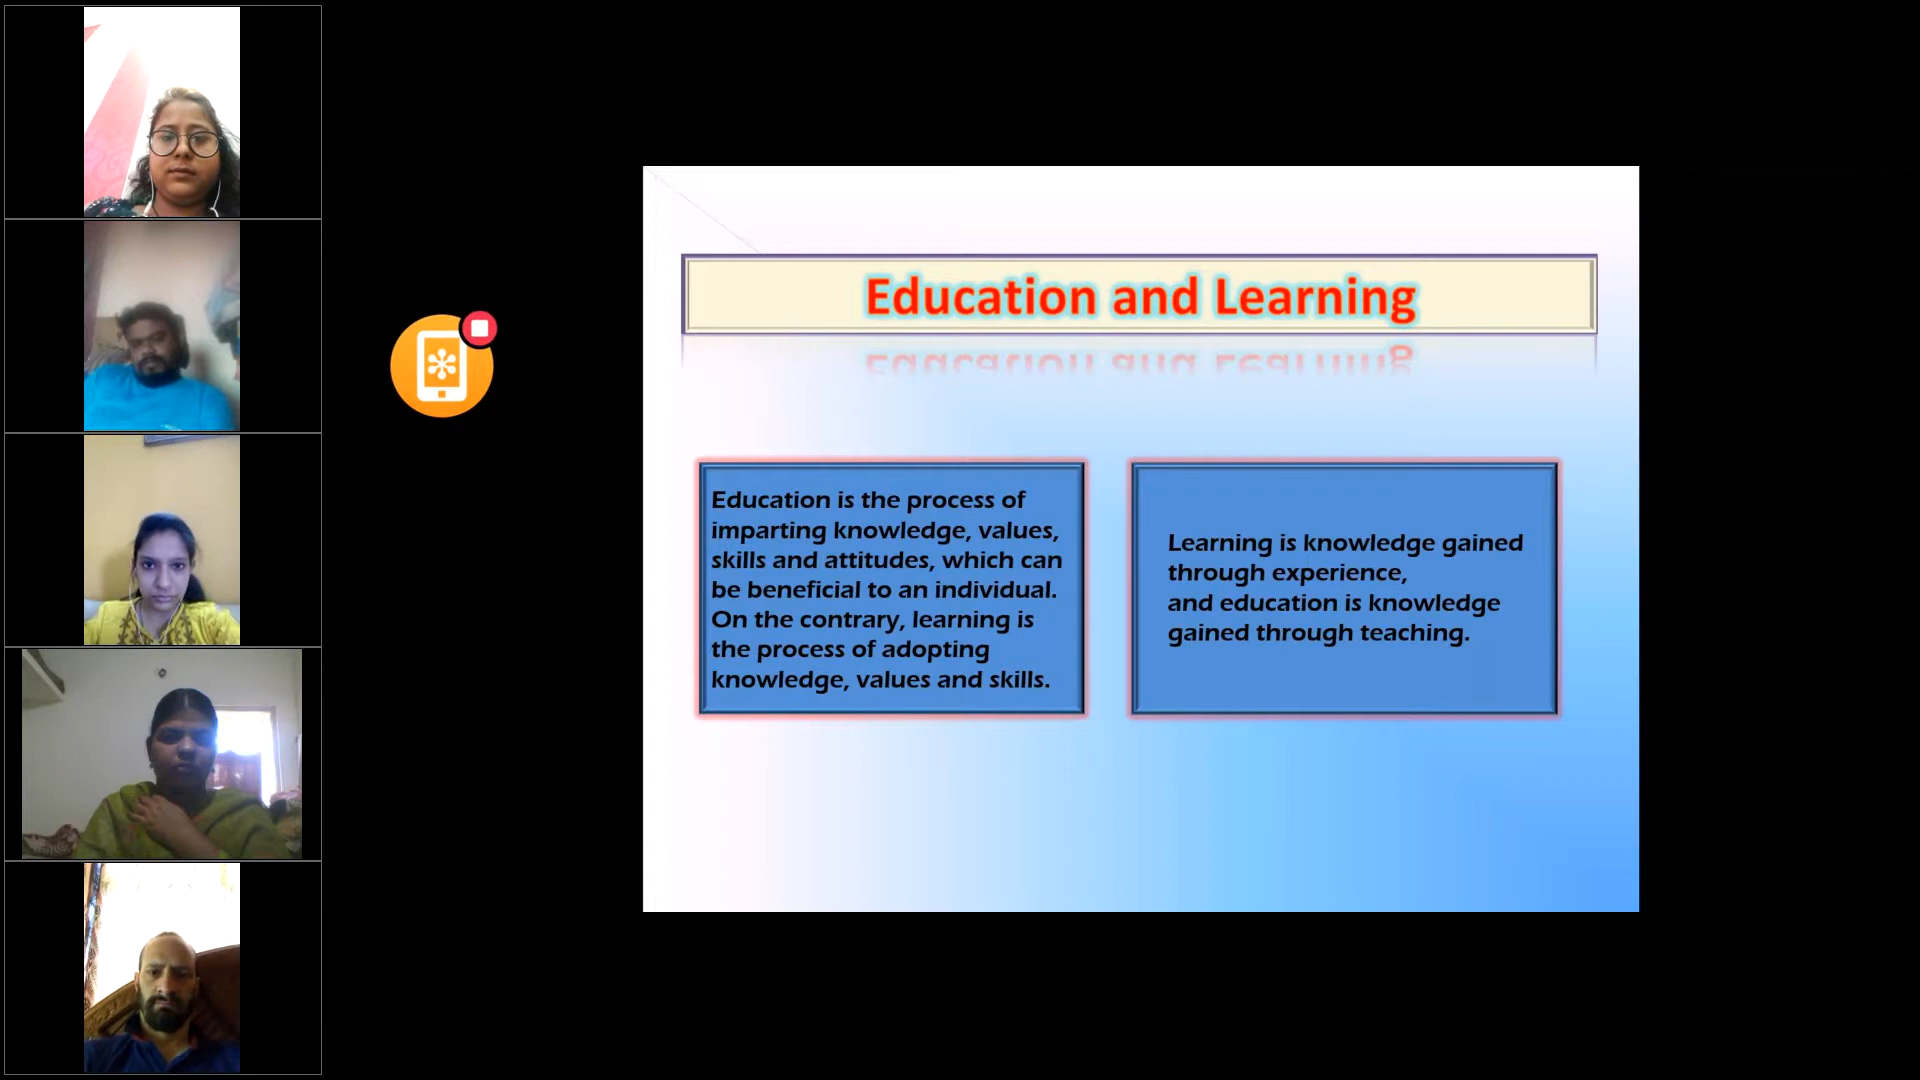 Education and Learning
Education is the process of
imparting knowledge, values,
skills and attitudes, which can
be beneficial to an individual.
On the contrary, learning is
the process of adopting
knowledge, values and skills.
Learning is knowledge gained
through experience,
and education is knowledge
gained through teaching.